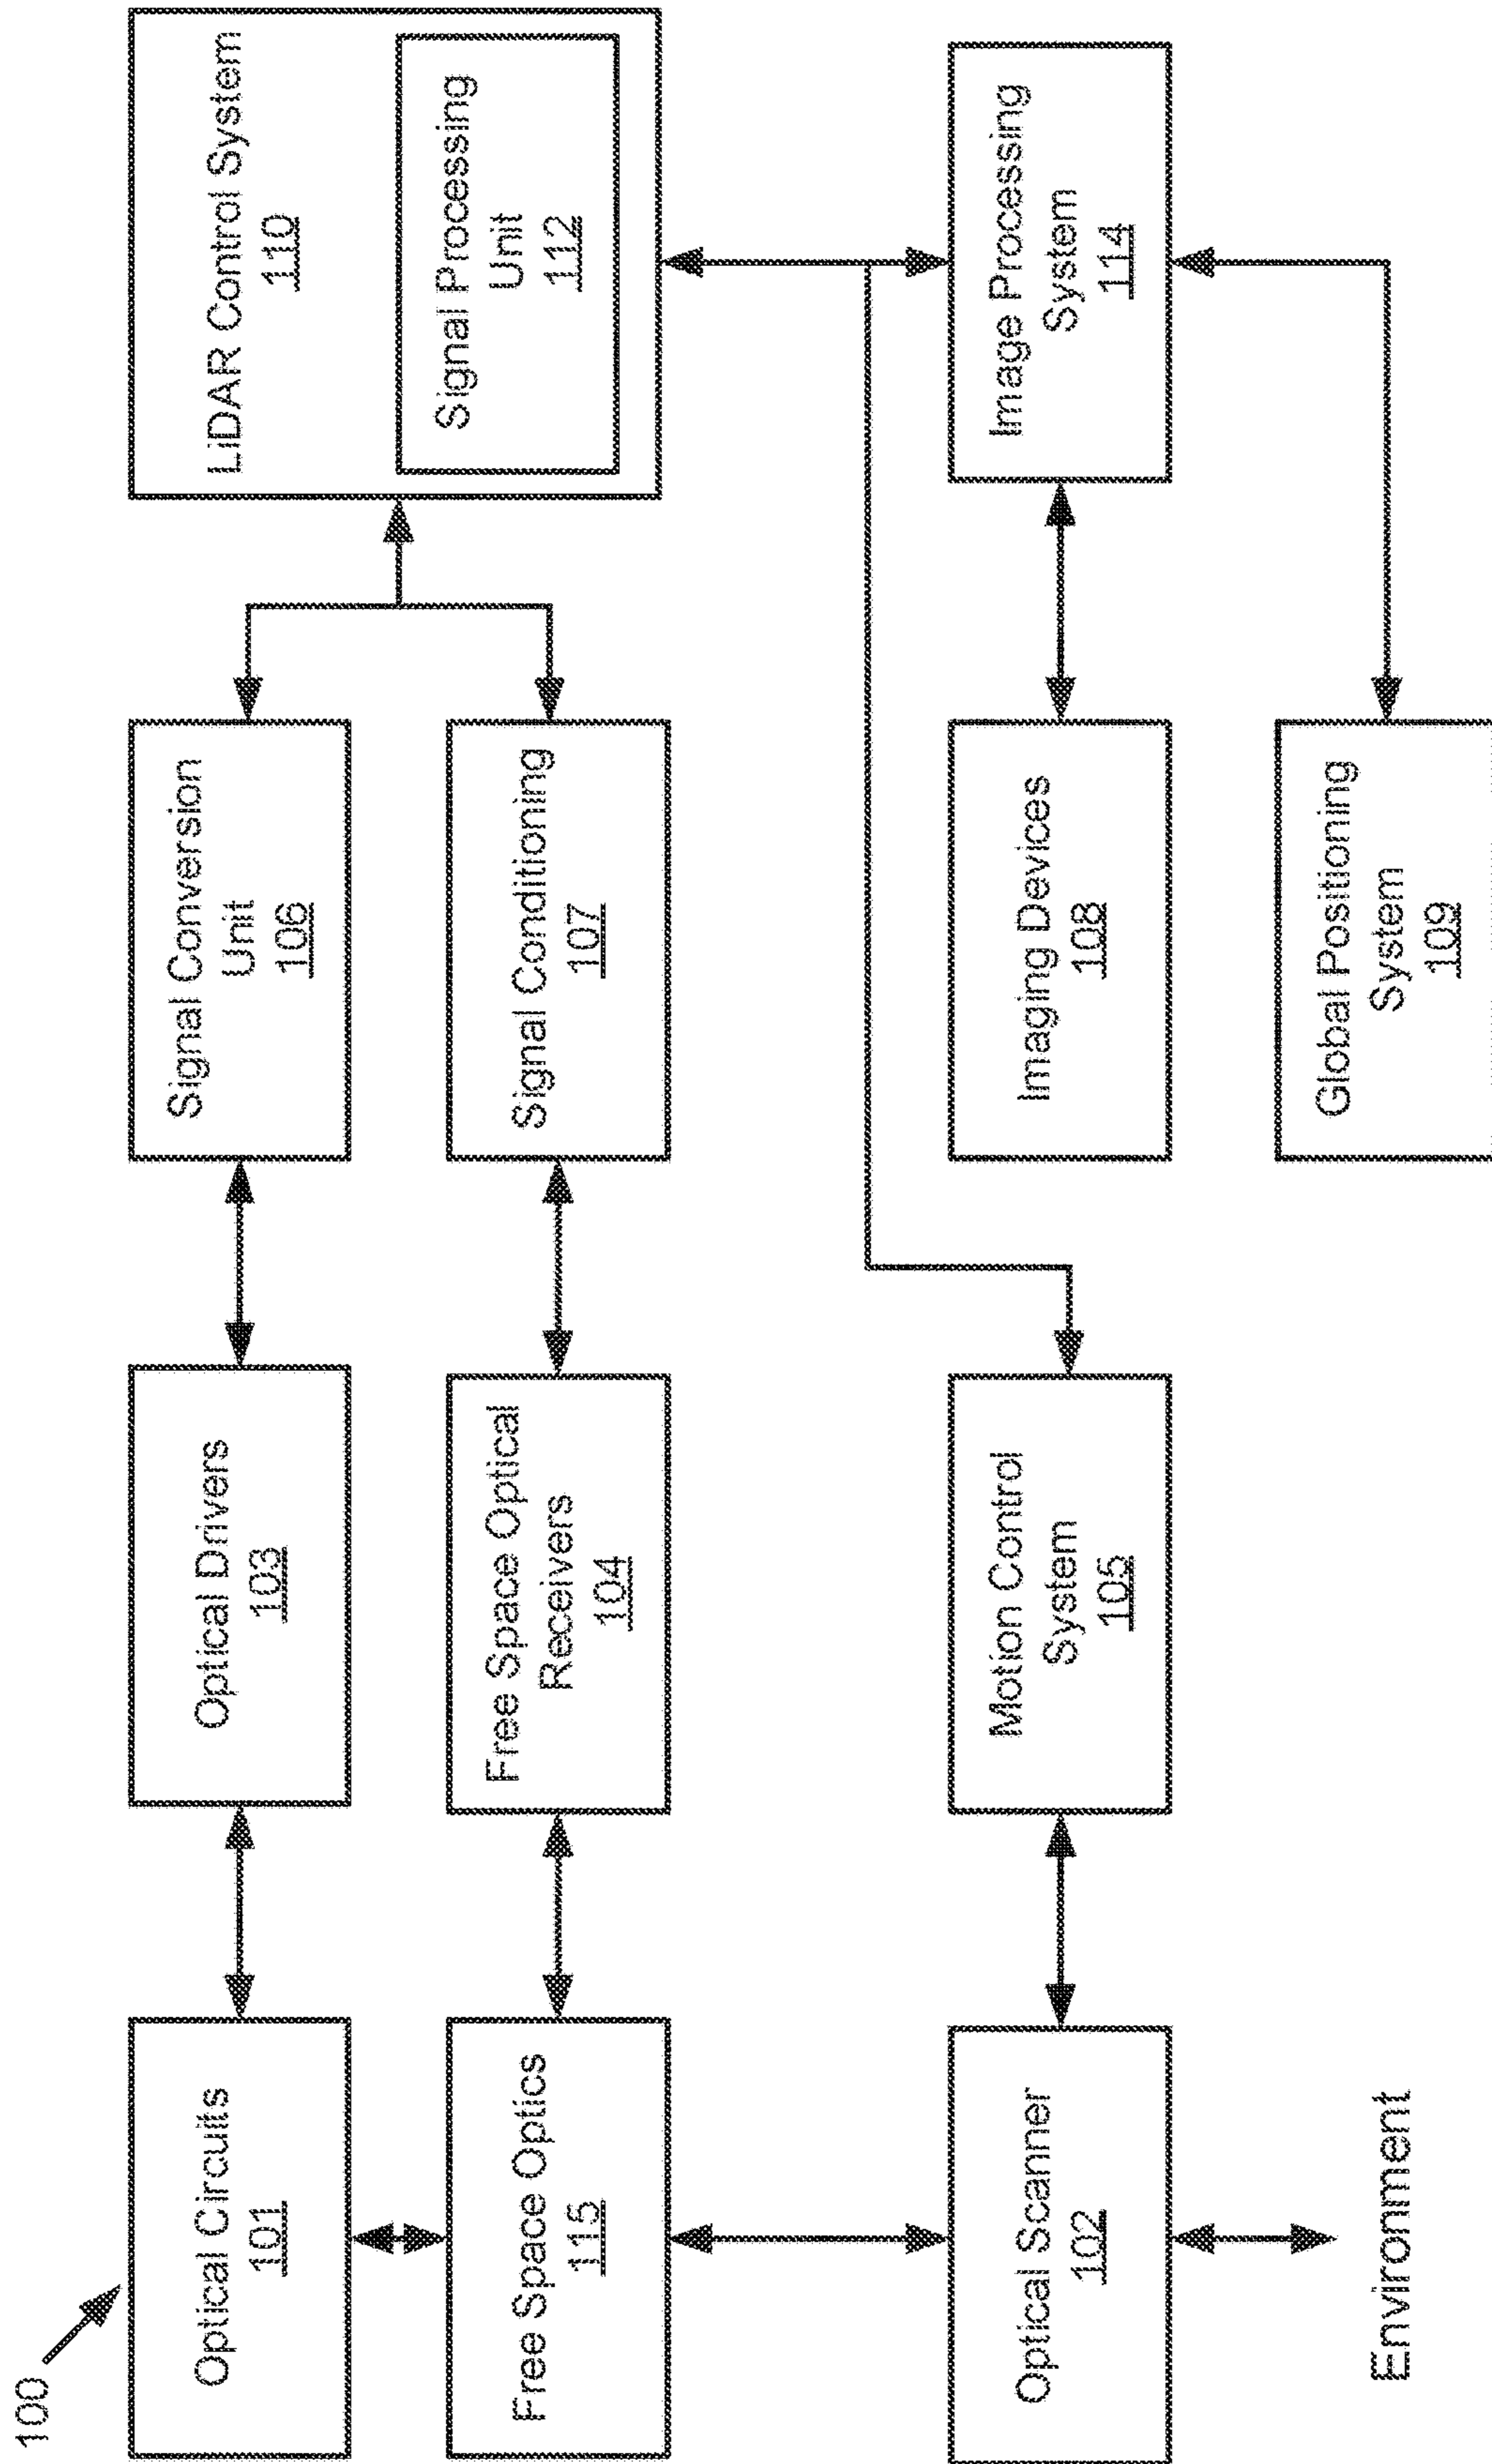 100
Optical Circuits
101
Optical Drivers
103
Signal Conversion
Unit
106
LiDAR Control System
110
Signal Processing
Unit
112
Free Space Optics
115
Free Space Optical
Receivers
104
Signal Conditioning
107
Optical Scanner
102
Motion Control
System
105
Imaging Devices
108
Image Processing
System
114
Global Positioning
System
109
Environment